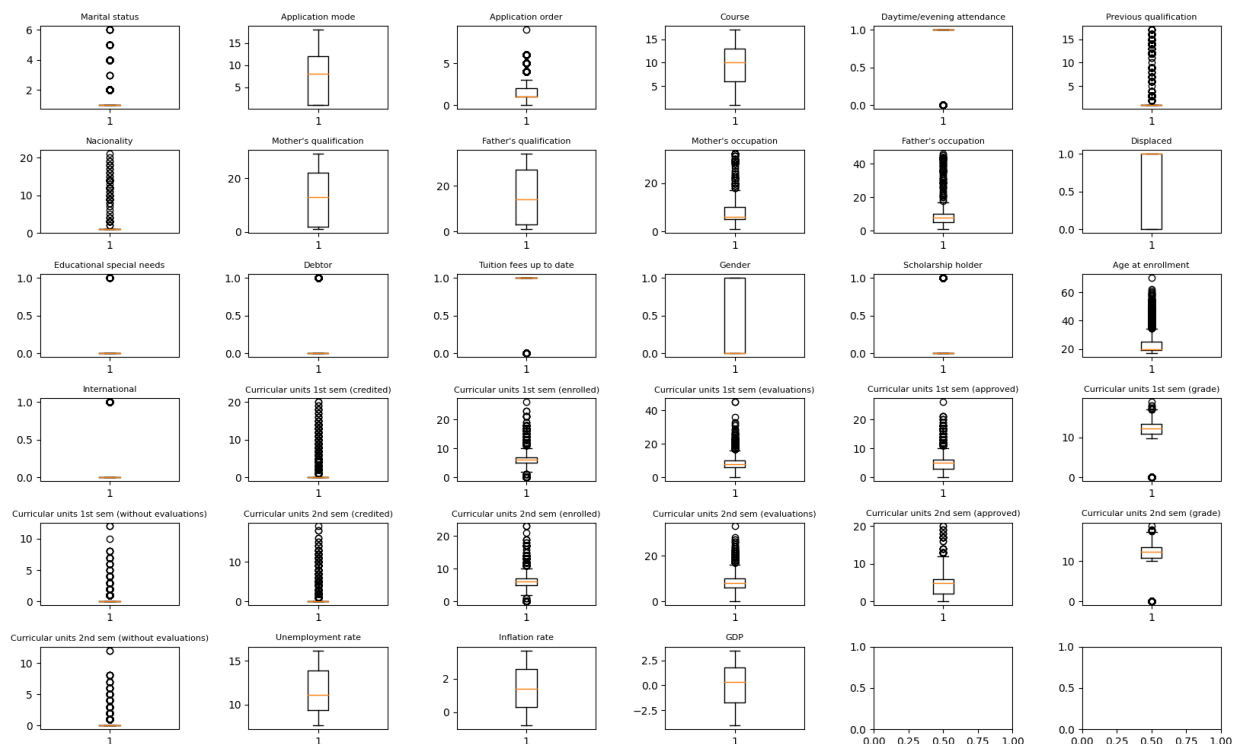 Marital status Application mode Application order Course Daytime/evening attendance Previous qualification
6 4 2 1
15 10 5 1
5 0 1
15 10 5 1
1.0 0.5 0.0 1
15 10 5 0 1
Nacionality Mother's qualification Father's qualification Mother's occupation Father's occupation Displaced
20 15 10 5 0 1
20 0 1
20 0 1
20 0 1
40 20 0 1
1.0 0.5 0.0 1
Educational special needs Debtor Tuition fees up to date Gender Scholarship holder Age at enrollment
1.0 0.5 0.0 1
1.0 0.5 0.0 1
1.0 0.5 0.0 1
1.0 0.5 0.0 1
1.0 0.5 0.0 1
60 40 20 1
International Curricular units 1st sem (credited) Curricular units 1st sem (enrolled) Curricular units 1st sem (evaluations) Curricular units 1st sem (approved) Curricular units 1st sem (grade)
1.0 0.5 0.0 1
20 15 10 5 0 1
20 10 0 1
40 20 0 1
20 10 0 1
10 0 1
Curricular units 1st sem (without evaluations) Curricular units 2nd sem (credited) Curricular units 2nd sem (enrolled) Curricular units 2nd sem (evaluations) Curricular units 2nd sem (approved) Curricular units 2nd sem (grade)
10 5 0 1
15 10 5 0 1
20 10 0 1
20 0 1
20 10 0 1
10 0 1
Curricular units 2nd sem (without evaluations) Unemployment rate Inflation rate GDP
10 5 0 1
15 10 1
2 0 1
2.5 0.0 −2.5 1
1.0 0.5 0.0 0.00 0.25 0.50 0.75 1.00
1.0 0.5 0.0 0.00 0.25 0.50 0.75 1.00